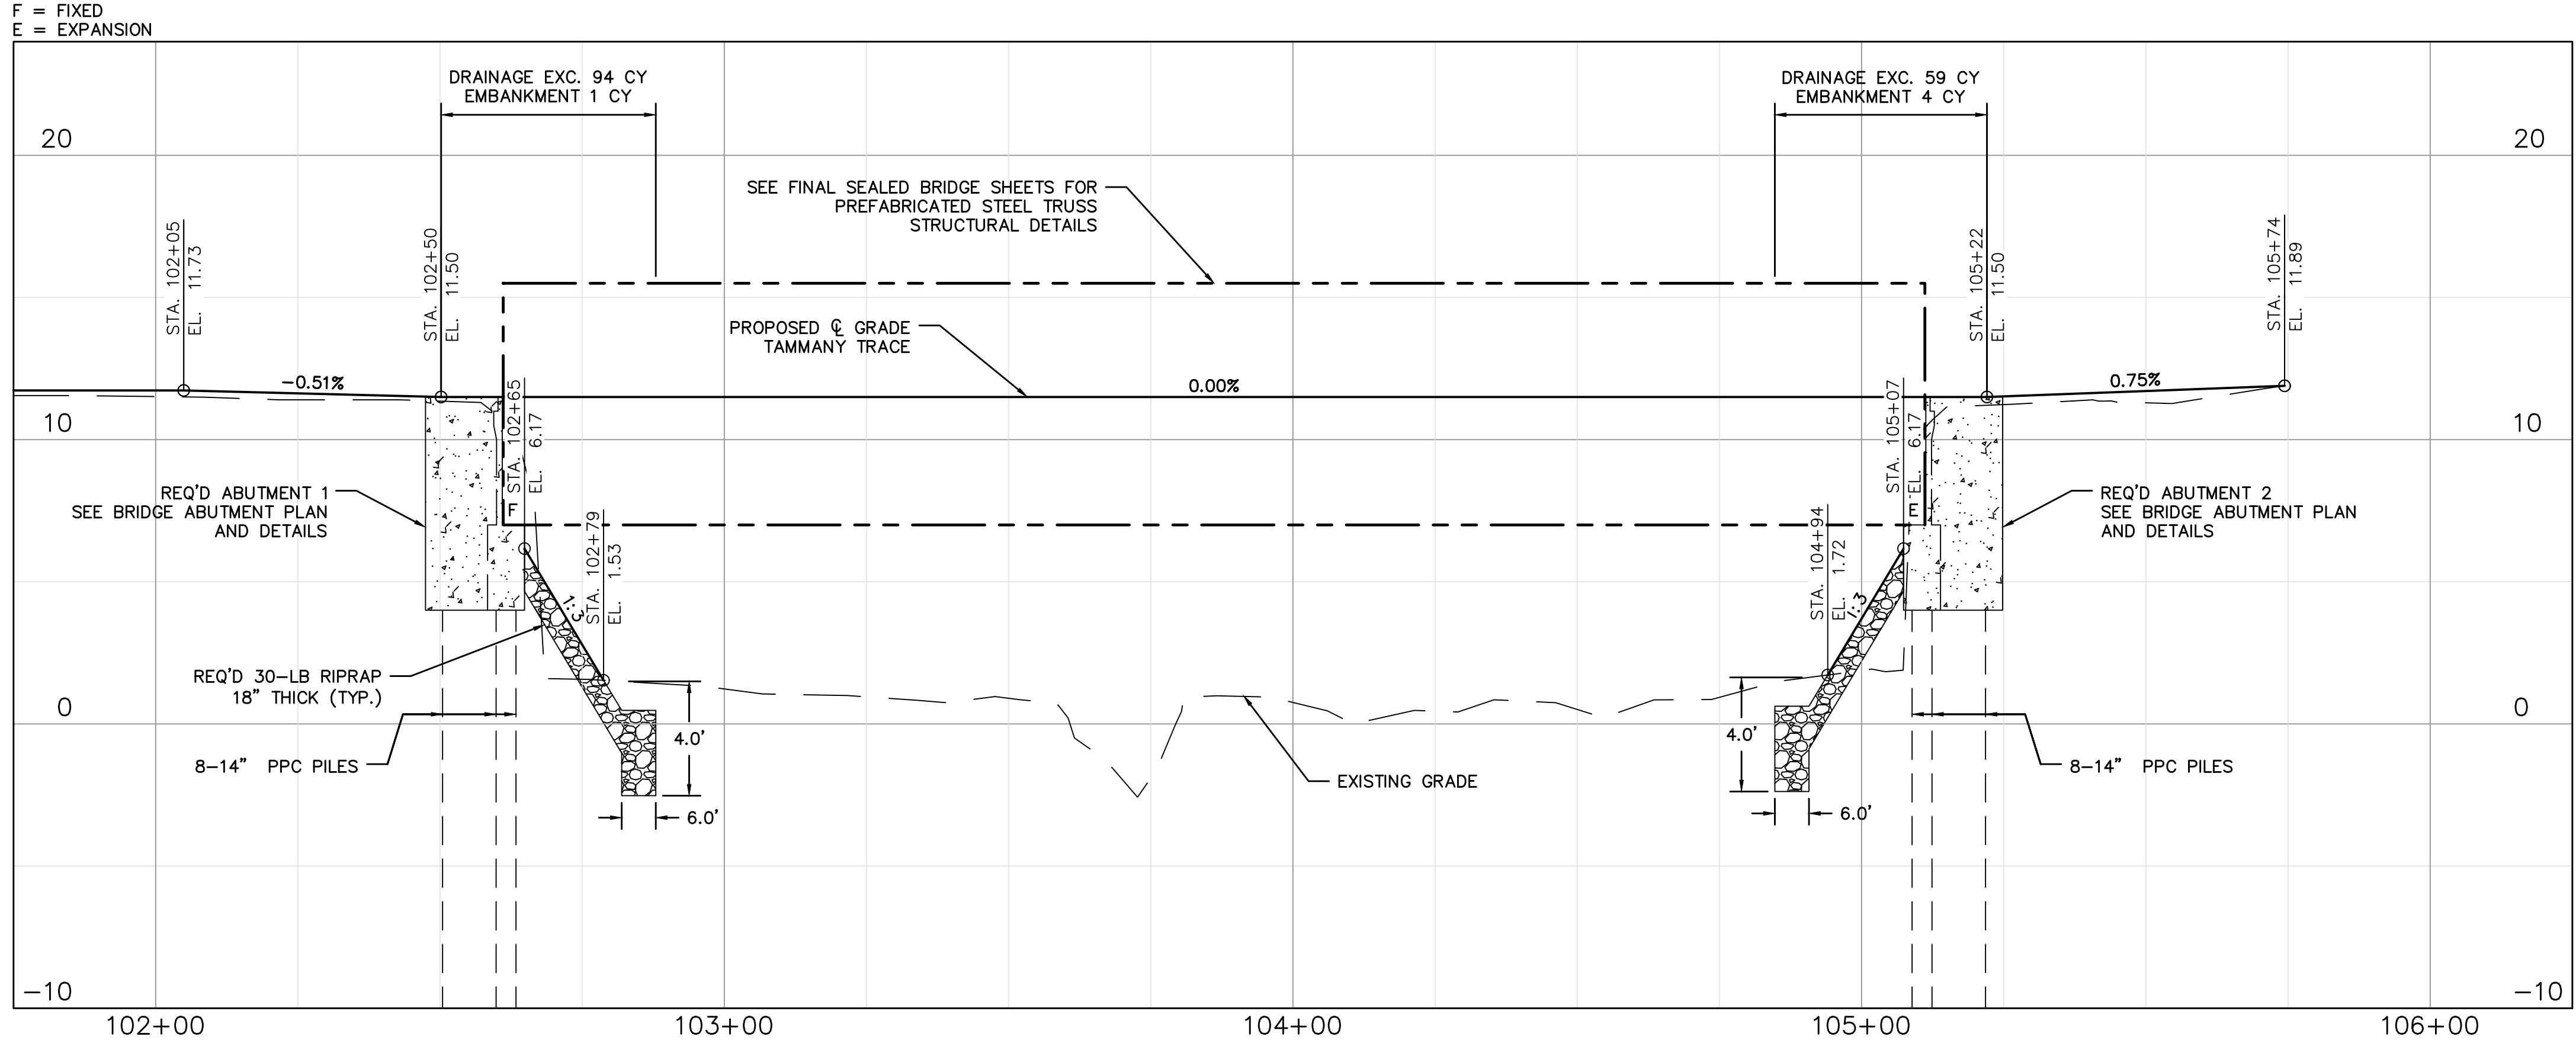 F = FIXED
E = EXPANSION
DRAINAGE EXC. 94 CY
EMBANKMENT 1 CY
DRAINAGE EXC. 59 CY
EMBANKMENT 4 CY
20
20
SEE FINAL SEALED BRIDGE SHEETS FOR
PREFABRICATED STEEL TRUSS
STRUCTURAL DETAILS
STA. 102+05
EL. 11.73
STA. 102+50
EL. 11.50
STA. 105+22
EL. 11.50
STA. 105+74
EL. 11.89
PROPOSED ℄ GRADE
TAMMANY TRACE
-0.51%
0.00%
0.75%
10
10
STA. 102+65
EL. 6.17
STA. 105+07
EL. 6.17
REQ'D ABUTMENT 1
SEE BRIDGE ABUTMENT PLAN
AND DETAILS
F
E
REQ'D ABUTMENT 2
SEE BRIDGE ABUTMENT PLAN
AND DETAILS
STA. 102+79
EL. 1.53
STA. 104+94
EL. 1.72
1:3
1:3
REQ'D 30-LB RIPRAP
18" THICK (TYP.)
0
0
4.0'
4.0'
8-14" PPC PILES
EXISTING GRADE
8-14" PPC PILES
6.0'
6.0'
-10
-10
102+00
103+00
104+00
105+00
106+00